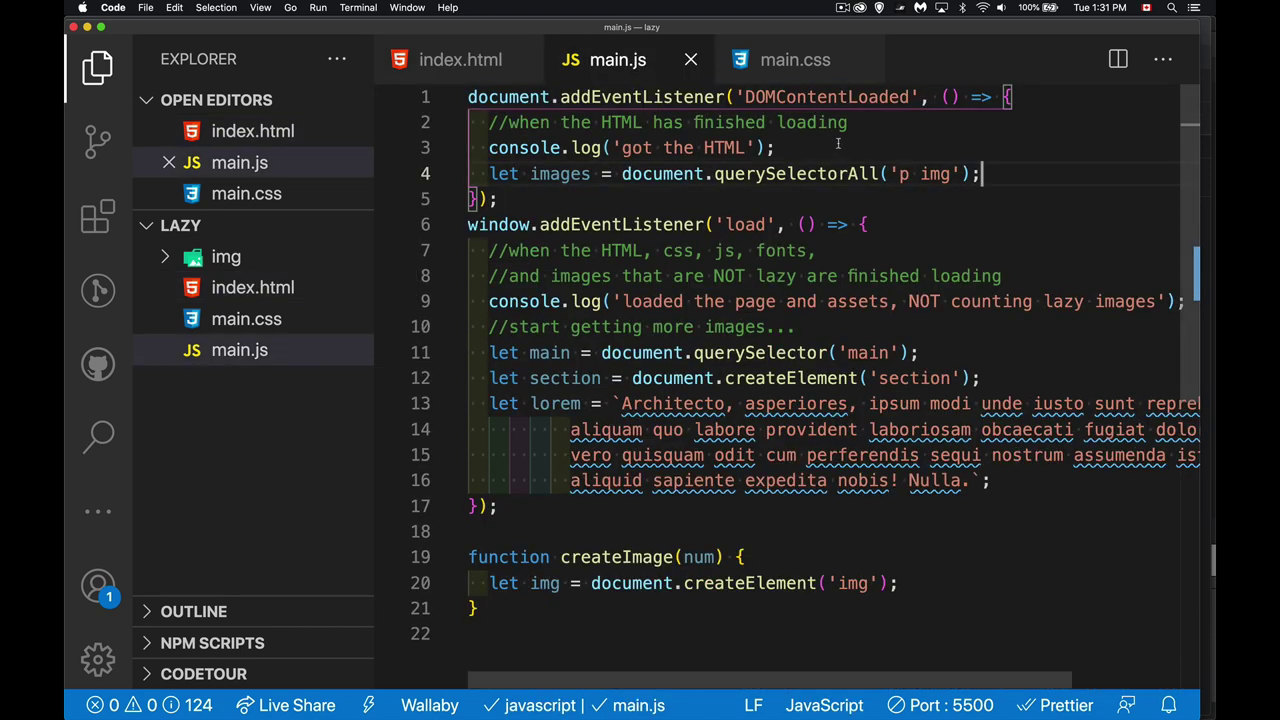 Code File Edit Selection View Go Run Terminal Window Help 100% Tue 1:31 PM
main.js — lazy
EXPLORER
index.html
JS main.js
main.css
OPEN EDITORS
index.html
JS main.js
main.css
LAZY
img
index.html
main.css
JS main.js
OUTLINE
NPM SCRIPTS
CODETOUR
1
1 document.addEventListener('DOMContentLoaded', () => {
2 //when the HTML has finished loading
3 console.log('got the HTML');
4 let images = document.querySelectorAll('p img');
5 });
6 window.addEventListener('load', () => {
7 //when the HTML, css, js, fonts,
8 //and images that are NOT lazy are finished loading
9 console.log('loaded the page and assets, NOT counting lazy images');
10 //start getting more images...
11 let main = document.querySelector('main');
12 let section = document.createElement('section');
13 let lorem = `Architecto, asperiores, ipsum modi unde iusto sunt repreh
14 aliquam quo labore provident laboriosam obcaecati fugiat dolo
15 vero quisquam odit cum perferendis sequi nostrum assumenda is
16 aliquid sapiente expedita nobis! Nulla.`;
17 });
18
19 function createImage(num) {
20 let img = document.createElement('img');
21 }
22
0 0 124 Live Share Wallaby javascript | main.js LF JavaScript Port : 5500 Prettier